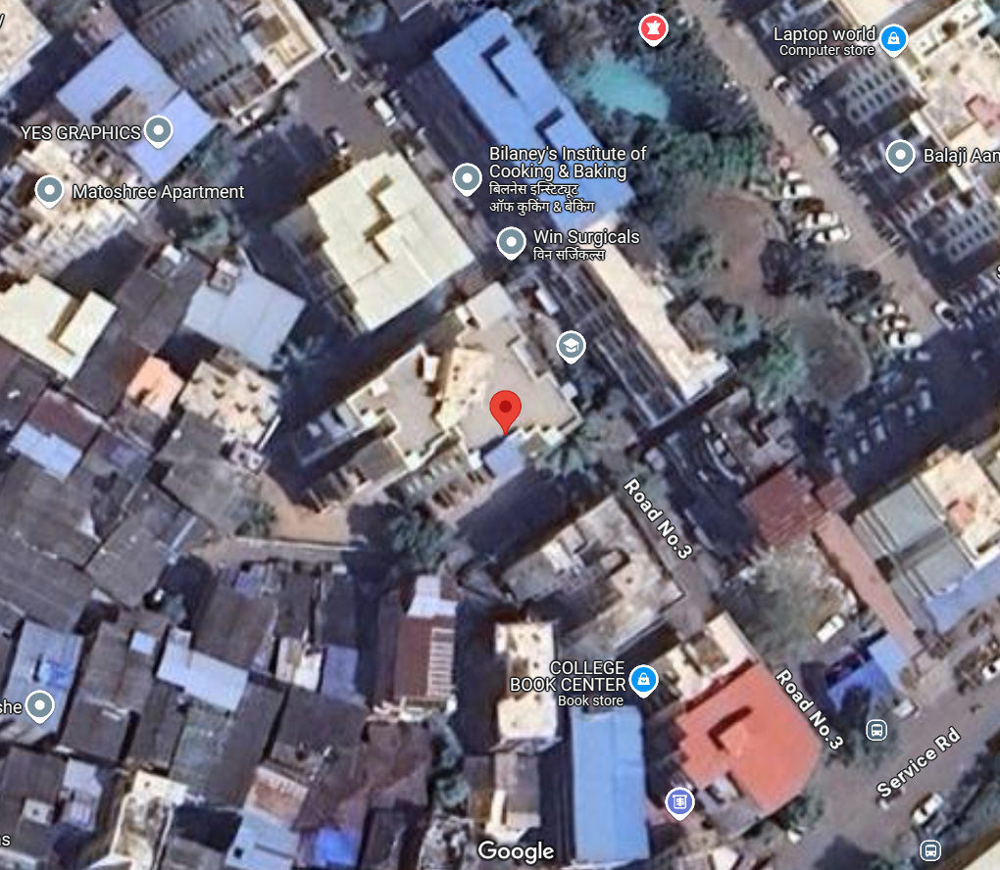 Laptop world
Computer store
YES GRAPHICS
Bilaney's Institute of
Cooking & Baking
बिलनेस इन्स्टिट्यूट
ऑफ कुकिंग & बेकिंग
Balaji Aan
Matoshree Apartment
Win Surgicals
विन सर्जिकल्स
Road No.3
COLLEGE
BOOK CENTER
Book store
Road No.3
she
Service Rd
Google